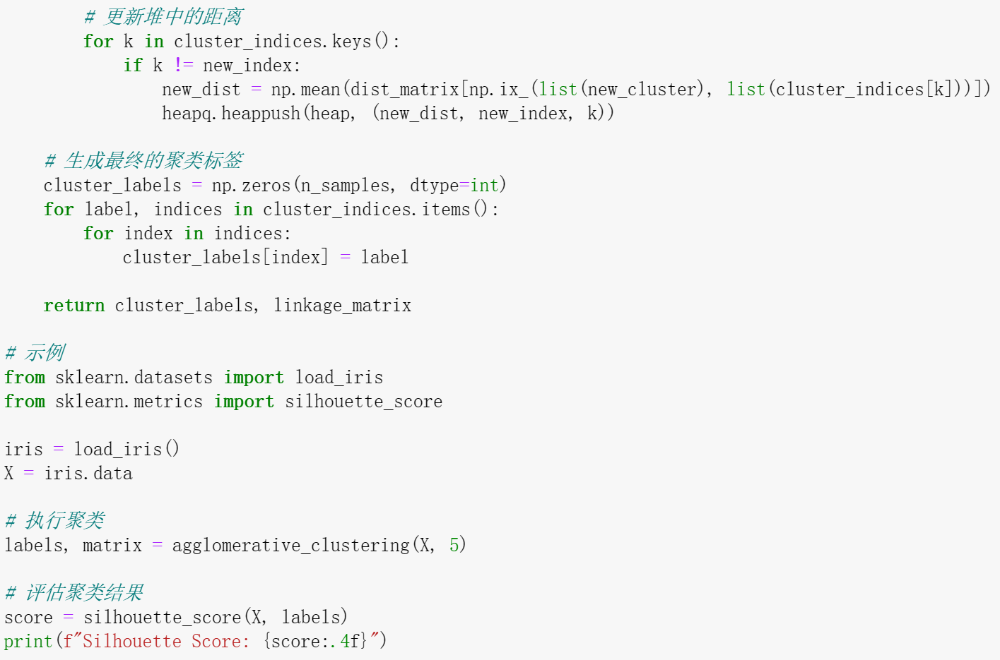 # 更新堆中的距离
for k in cluster_indices.keys():
if k != new_index:
new_dist = np.mean(dist_matrix[np.ix_(list(new_cluster), list(cluster_indices[k]))])
heapq.heappush(heap, (new_dist, new_index, k))
# 生成最终的聚类标签
cluster_labels = np.zeros(n_samples, dtype=int)
for label, indices in cluster_indices.items():
for index in indices:
cluster_labels[index] = label
return cluster_labels, linkage_matrix
# 示例
from sklearn.datasets import load_iris
from sklearn.metrics import silhouette_score
iris = load_iris()
X = iris.data
# 执行聚类
labels, matrix = agglomerative_clustering(X, 5)
# 评估聚类结果
score = silhouette_score(X, labels)
print(f"Silhouette Score: {score:.4f}")